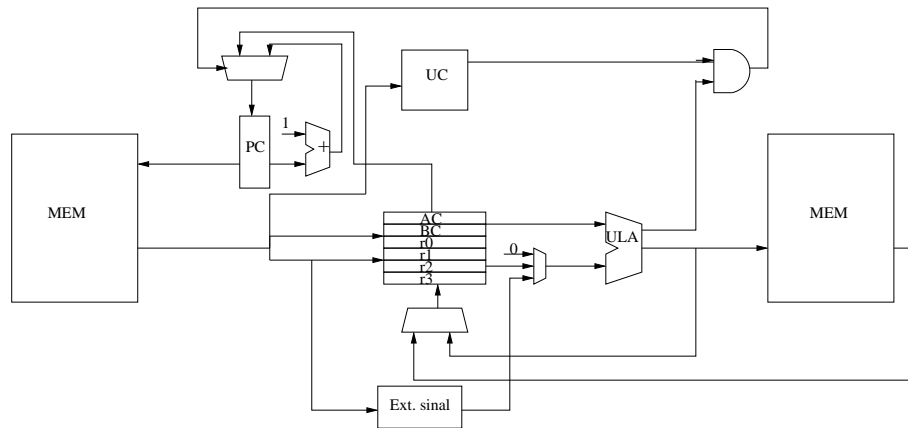 UC
1
PC
+
MEM
MEM
AC
BC
r0
r1
r2
r3
0
ULA
Ext. sinal